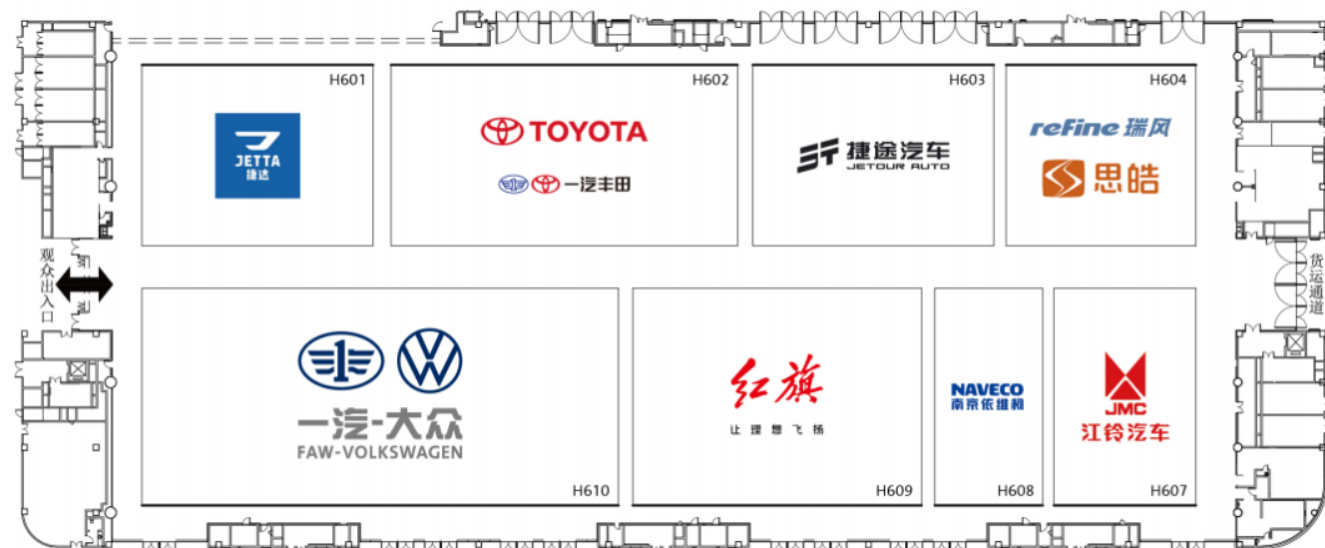 H601
JETTA
捷达
H602
TOYOTA
一汽丰田
H603
捷途汽车
JETOUR AUTO
H604
refine 瑞风
思皓
观众出入口
货运通道
一汽-大众
FAW-VOLKSWAGEN
H610
红旗
让理想飞扬
H609
NAVECO
南京依维柯
H608
JMC
江铃汽车
H607